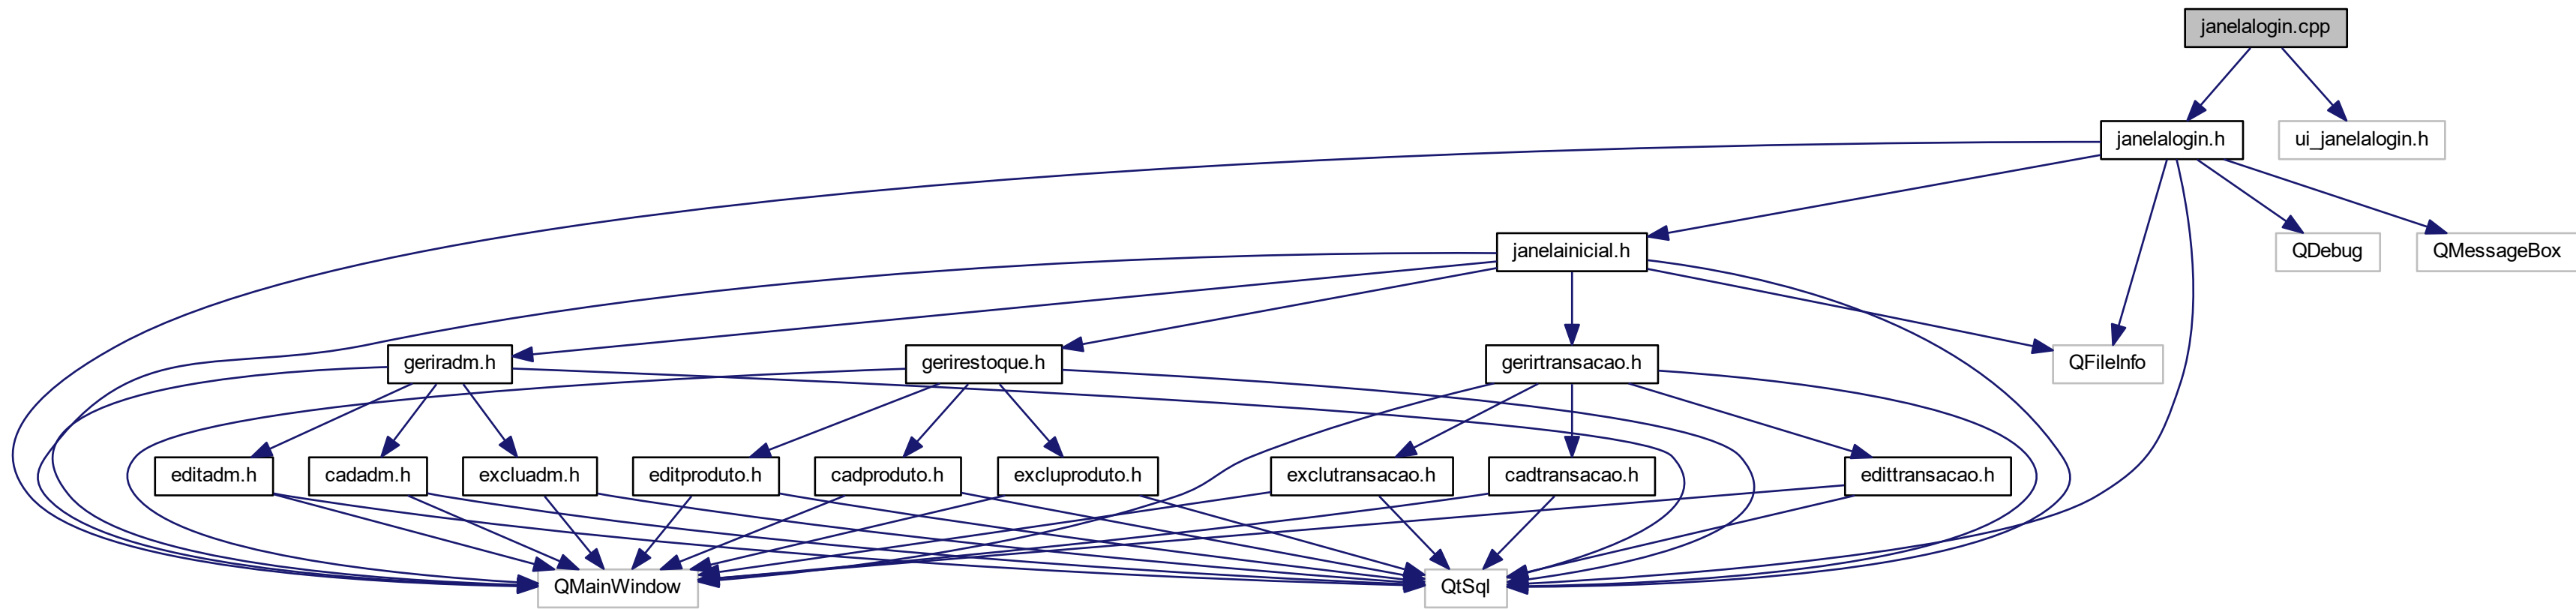 janelalogin.cpp
janelalogin.h
ui_janelalogin.h
janelainicial.h
QDebug
QMessageBox
geriradm.h
gerirestoque.h
gerirtransacao.h
QFileInfo
editadm.h
cadadm.h
excluadm.h
editproduto.h
cadproduto.h
excluproduto.h
exclutransacao.h
cadtransacao.h
edittransacao.h
QMainWindow
QtSql